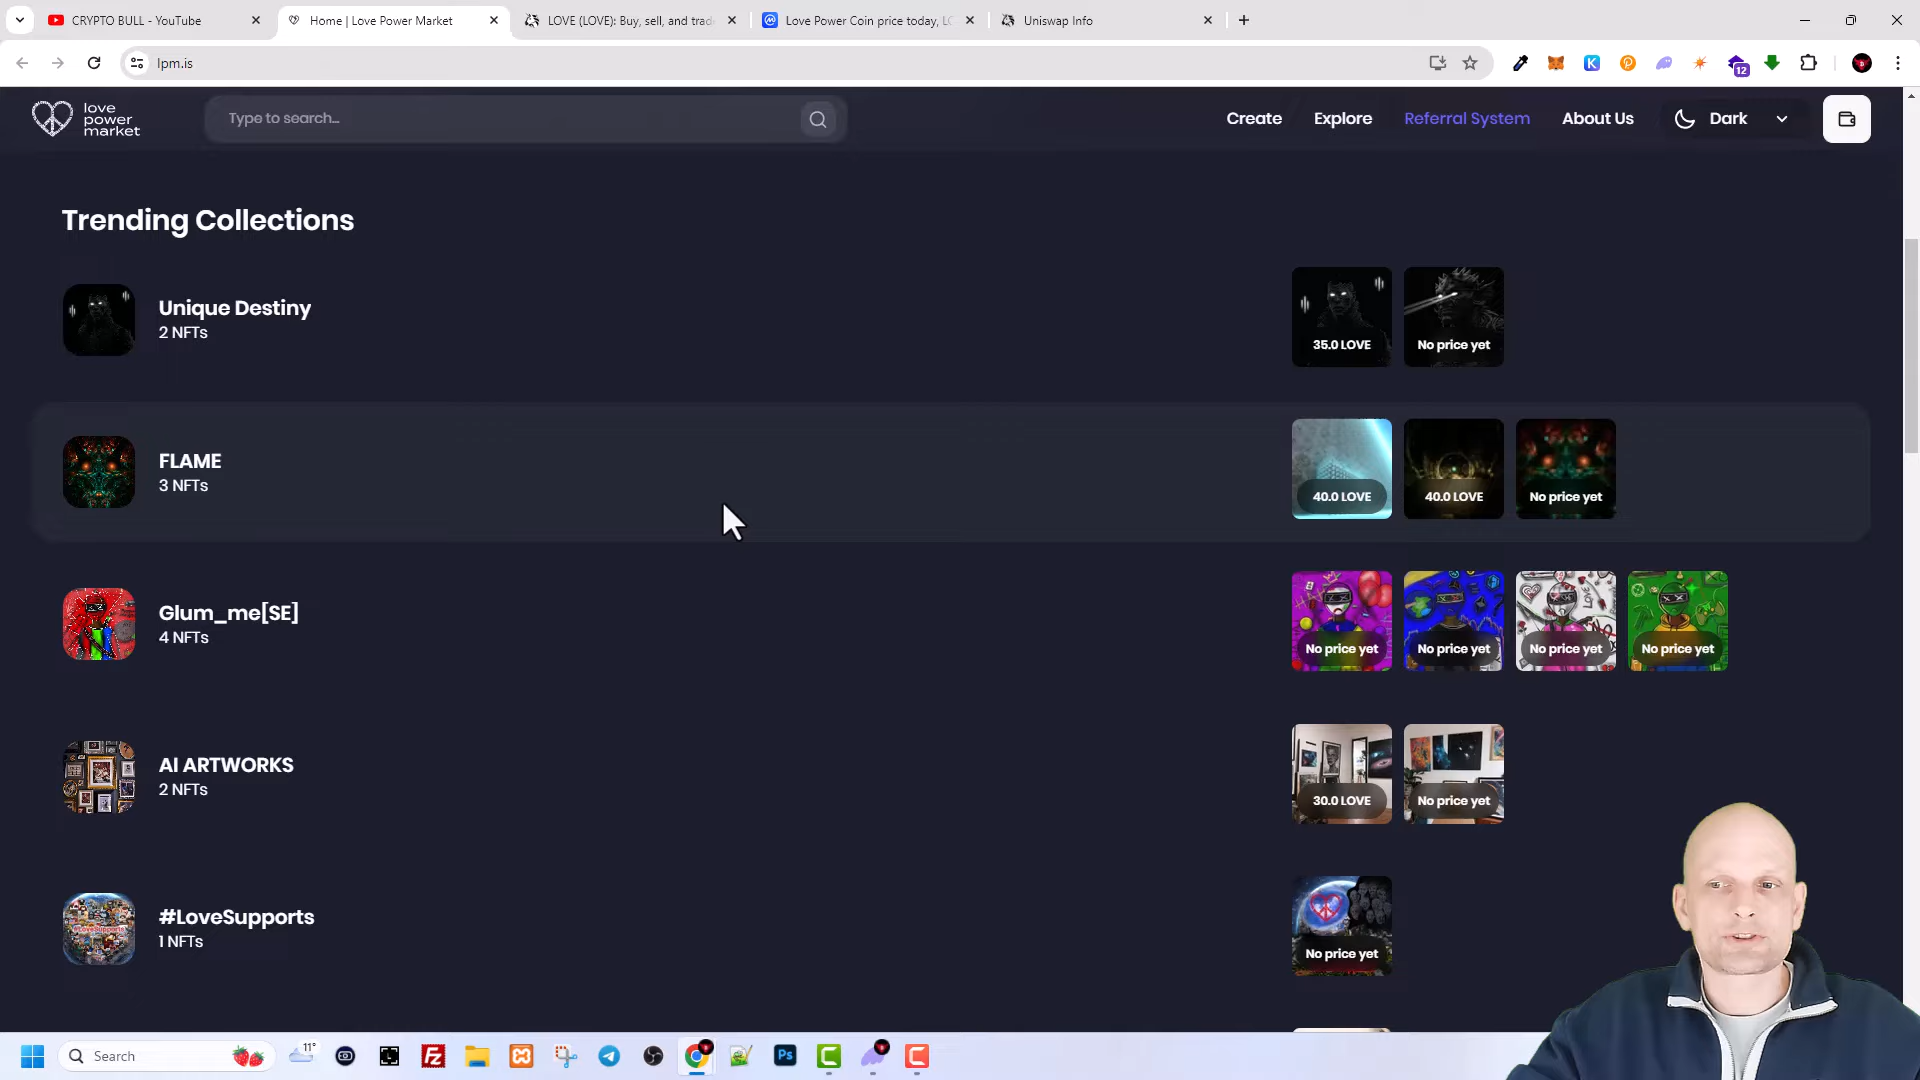 CRYPTO BULL - YouTube
Home | Love Power Market
LOVE (LOVE): Buy, sell, and trad
Love Power Coin price today, LO
Uniswap Info
lpm.is
12
love
power
market
Type to search...
Create
Explore
Referral System
About Us
Dark
Trending Collections
Unique Destiny
2 NFTs
35.0 LOVE
No price yet
FLAME
3 NFTs
40.0 LOVE
40.0 LOVE
No price yet
Glum_me[SE]
4 NFTs
No price yet
No price yet
No price yet
No price yet
AI ARTWORKS
2 NFTs
30.0 LOVE
No price yet
#LoveSupports
1 NFTs
No price yet
Search
11°